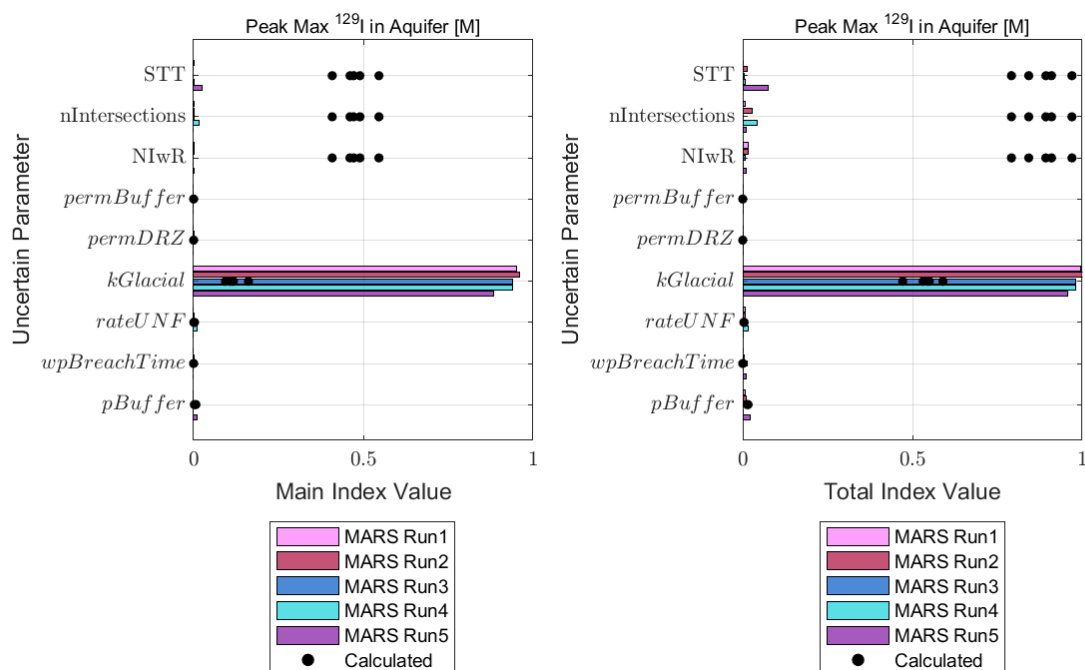 Peak Max ¹²⁹I in Aquifer [M]
Uncertain Parameter
STT
nIntersections
NIwR
permBuffer
permDRZ
kGlacial
rateUNF
wpBreachTime
pBuffer
0
0.5
1
Main Index Value
MARS Run1
MARS Run2
MARS Run3
MARS Run4
MARS Run5
Calculated
Peak Max ¹²⁹I in Aquifer [M]
Uncertain Parameter
STT
nIntersections
NIwR
permBuffer
permDRZ
kGlacial
rateUNF
wpBreachTime
pBuffer
0
0.5
1
Total Index Value
MARS Run1
MARS Run2
MARS Run3
MARS Run4
MARS Run5
Calculated